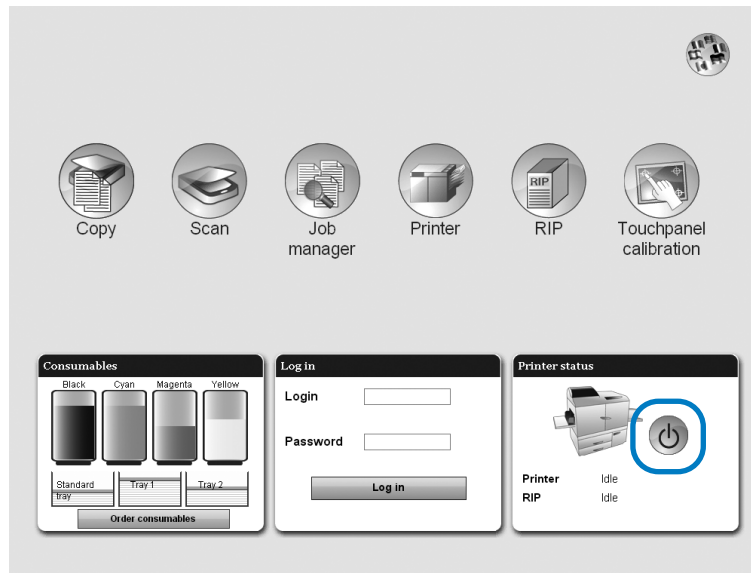 RIP
Copy
Scan
Job
manager
Printer
RIP
Touchpanel
calibration
Consumables
Black Cyan Magenta Yellow
Standard
tray
Tray 1
Tray 2
Order consumables
Log in
Login
Password
Log in
Printer status
Printer Idle
RIP Idle